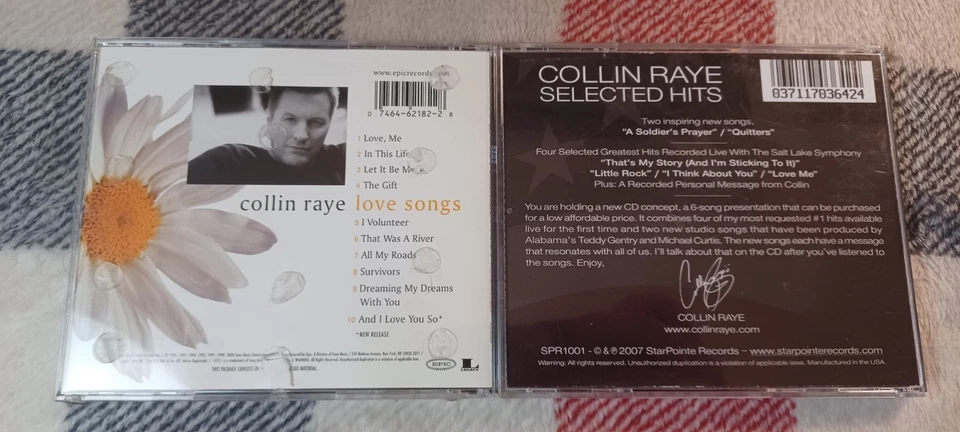 www.epicrecords.com
0 7464-62182-2 8
1 Love, Me
2 In This Life
3 Let It Be Me
4 The Gift
collin raye love songs
5 I Volunteer
6 That Was A River
7 All My Roads
8 Survivors
9 Dreaming My Dreams
With You
10 And I Love You So*
*NEW RELEASE
THIS PACKAGE CONSISTS OF
MATERIAL.
EPIC
LEGACY
COLLIN RAYE
SELECTED HITS
837117036424
Two inspiring new songs.
"A Soldier's Prayer" / "Quitters"
Four Selected Greatest Hits Recorded Live With The Salt Lake Symphony
"That's My Story (And I'm Sticking To It)"
"Little Rock" / "I Think About You" / "Love Me"
Plus: A Recorded Personal Message from Collin
You are holding a new CD concept, a 6-song presentation that can be purchased
for a low affordable price. It combines four of my most requested #1 hits available
live for the first time and two new studio songs that have been produced by
Alabama's Teddy Gentry and Michael Curtis. The new songs each have a message
that resonates with all of us. I'll talk about that on the CD after you've listened to
the songs. Enjoy,
COLLIN RAYE
www.collinraye.com
SPR1001 - © & ℗ 2007 StarPointe Records – www.starpointerecords.com
Warning: All rights reserved. Unauthorized duplication is a violation of applicable laws. Manufactured in the USA.